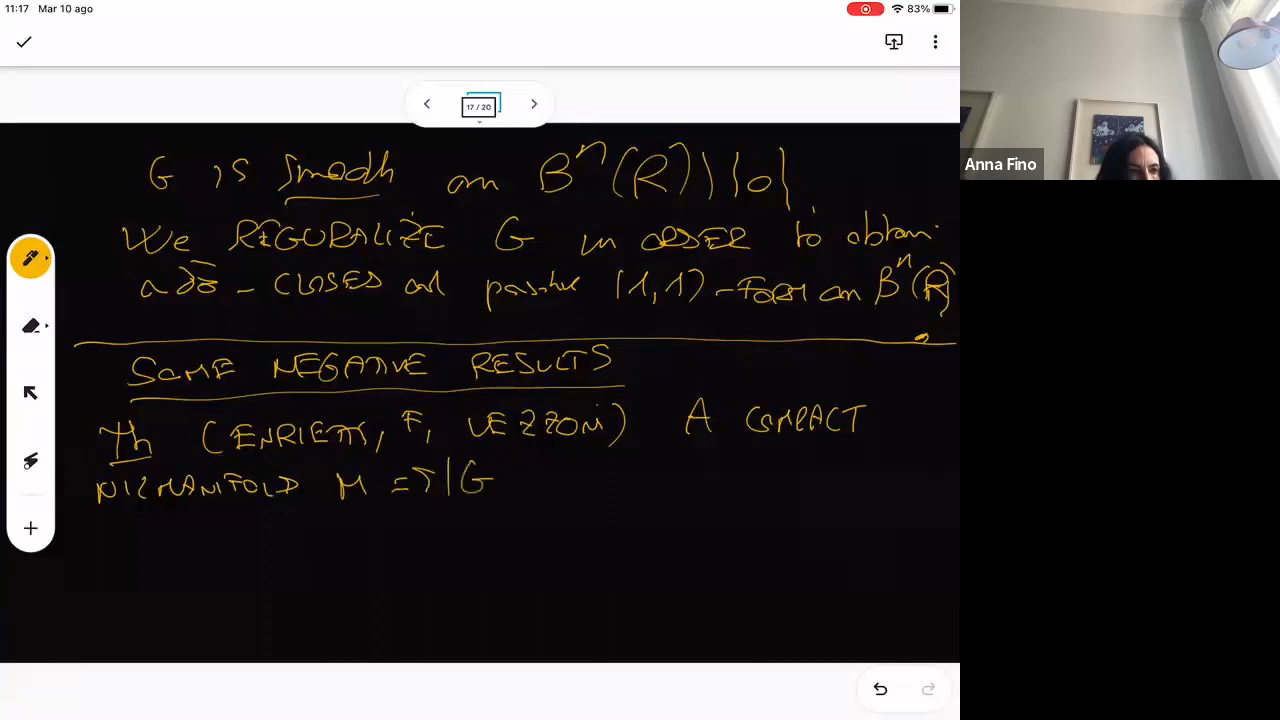 11:17 Mar 10 ago
83%
17 / 20
Anna Fino
G is smooth on B^n(R)\{0}.
We REGURALIZE G in ORDER to obtain
a ∂∂̄ - CLOSED and positive (1,1) - FORM on B^n(R)
SOME NEGATIVE RESULTS
Th (ENRIETTI, F, VEZZONI) A COMPACT
NILMANIFOLD M = Γ|G